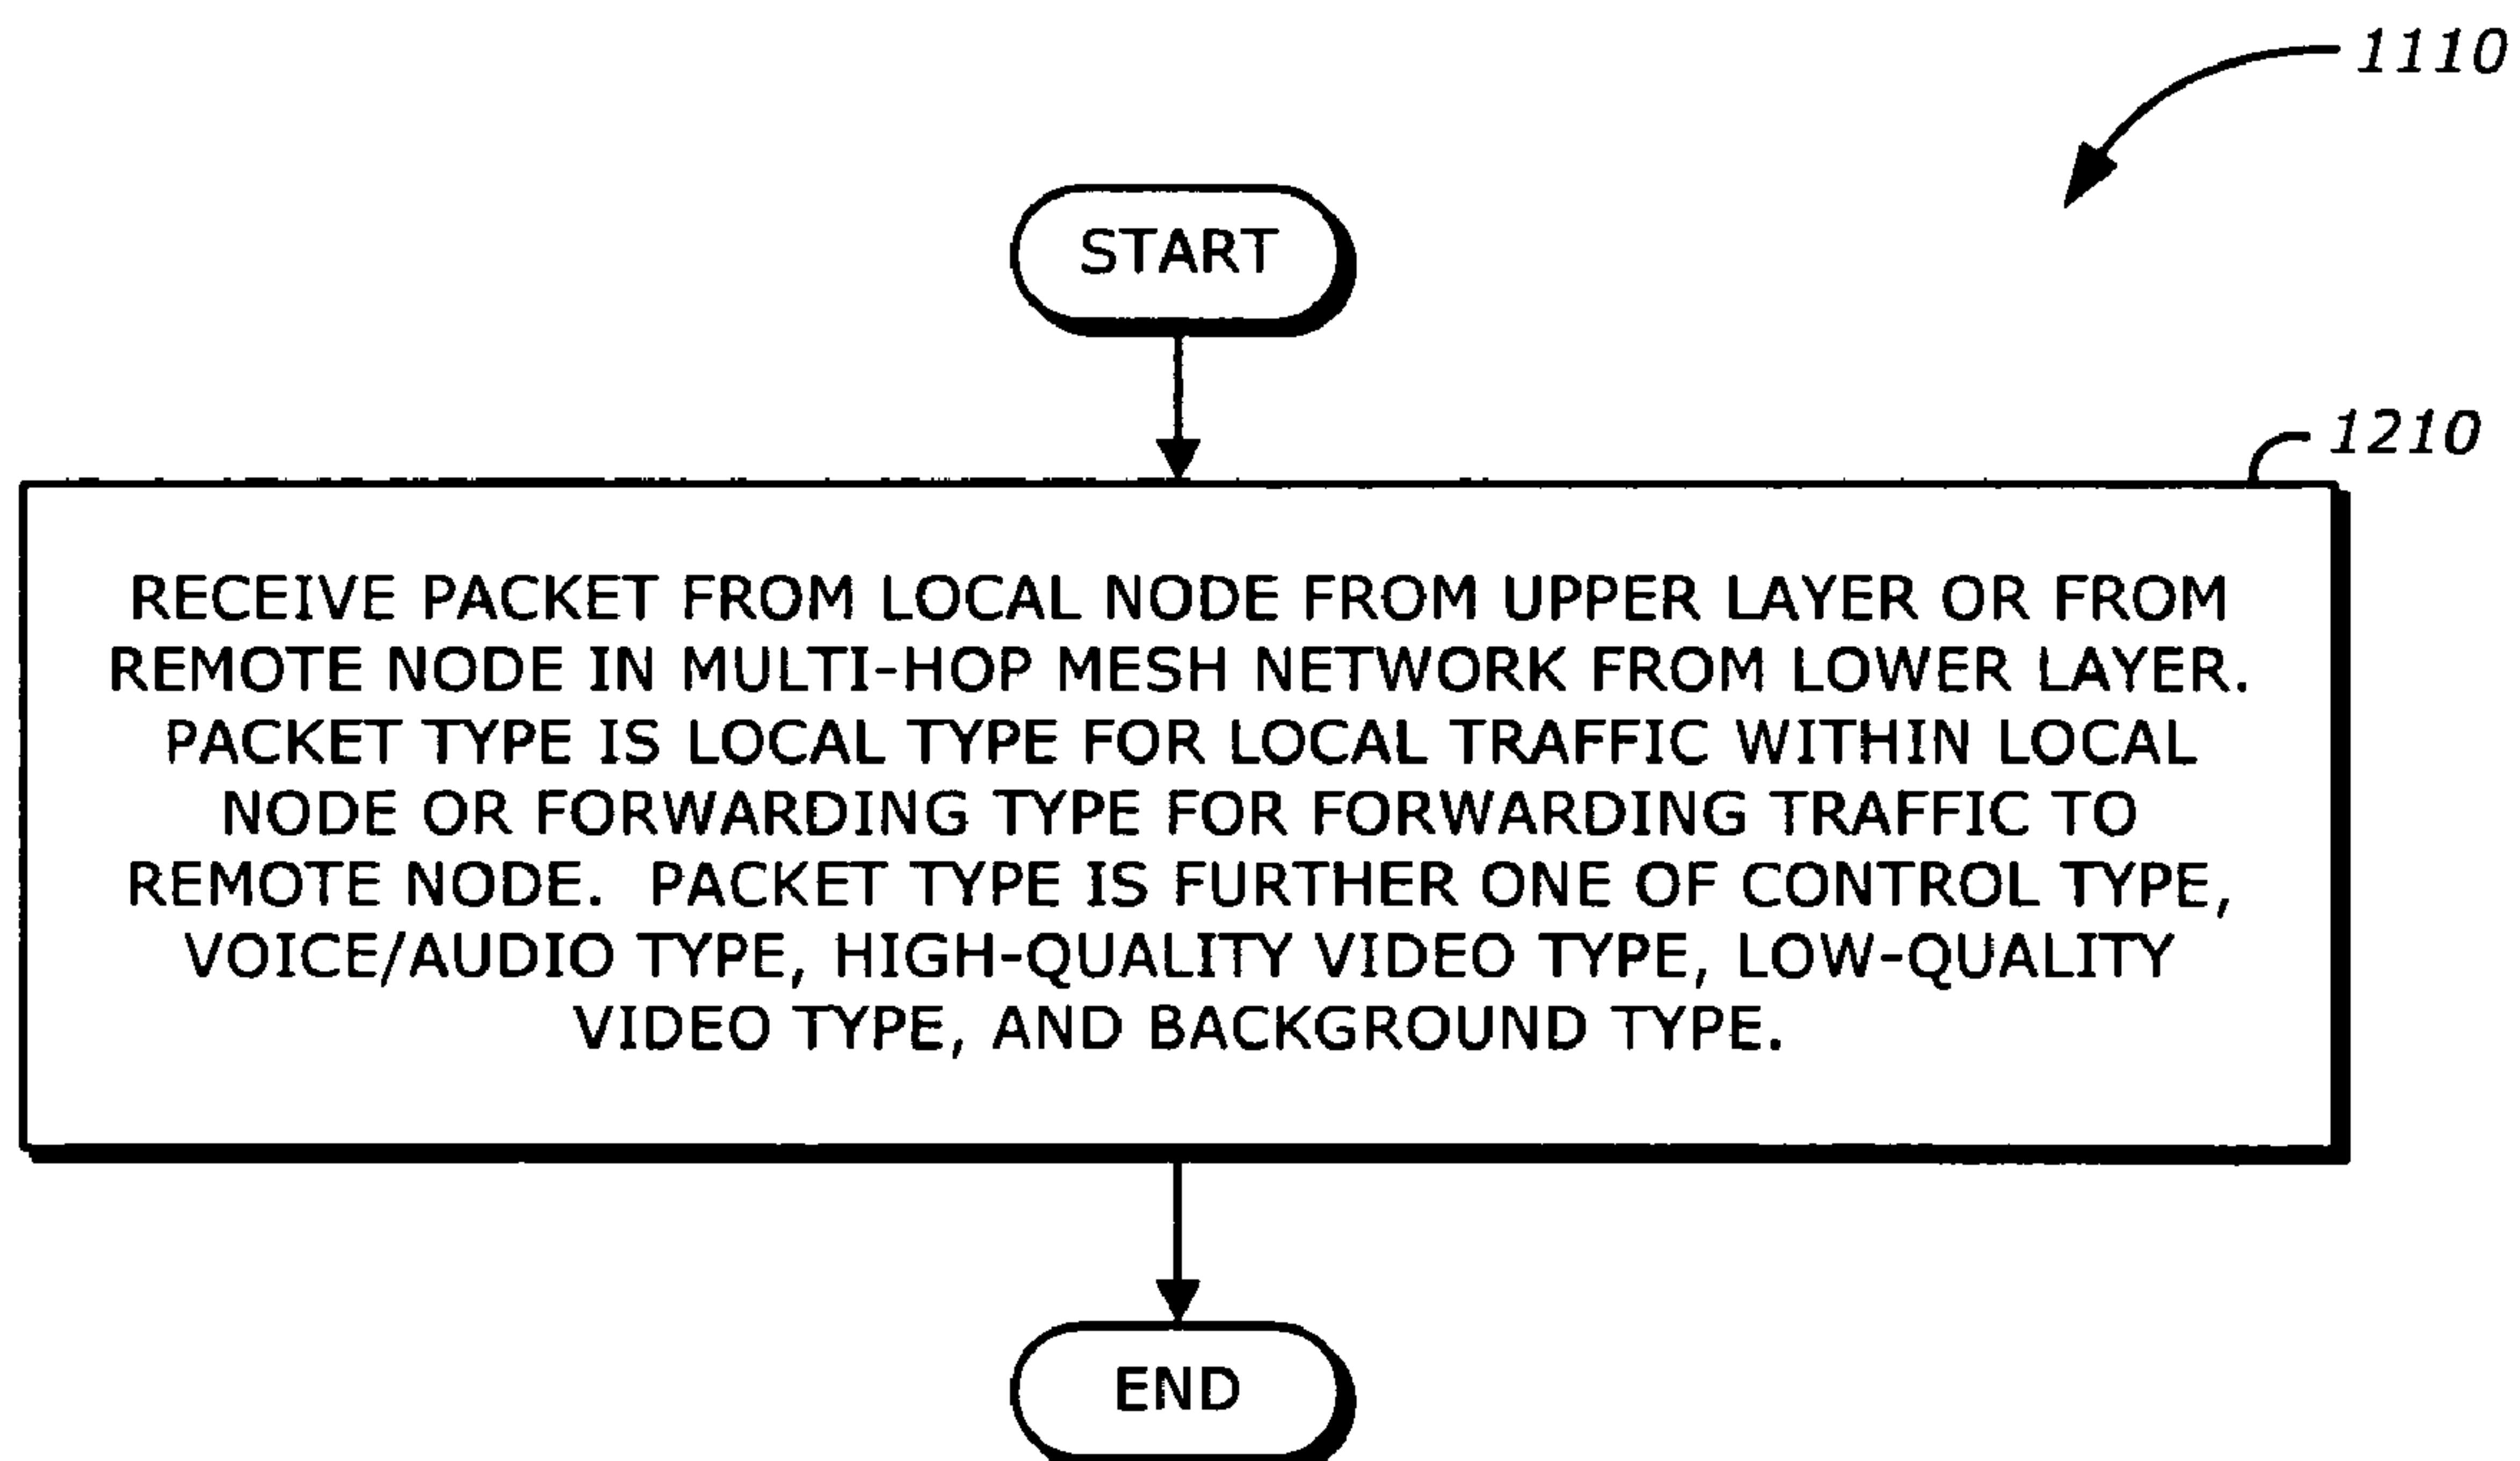 1110
START
1210
RECEIVE PACKET FROM LOCAL NODE FROM UPPER LAYER OR FROM
REMOTE NODE IN MULTI-HOP MESH NETWORK FROM LOWER LAYER.
PACKET TYPE IS LOCAL TYPE FOR LOCAL TRAFFIC WITHIN LOCAL
NODE OR FORWARDING TYPE FOR FORWARDING TRAFFIC TO
REMOTE NODE. PACKET TYPE IS FURTHER ONE OF CONTROL TYPE,
VOICE/AUDIO TYPE, HIGH-QUALITY VIDEO TYPE, LOW-QUALITY
VIDEO TYPE, AND BACKGROUND TYPE.
END